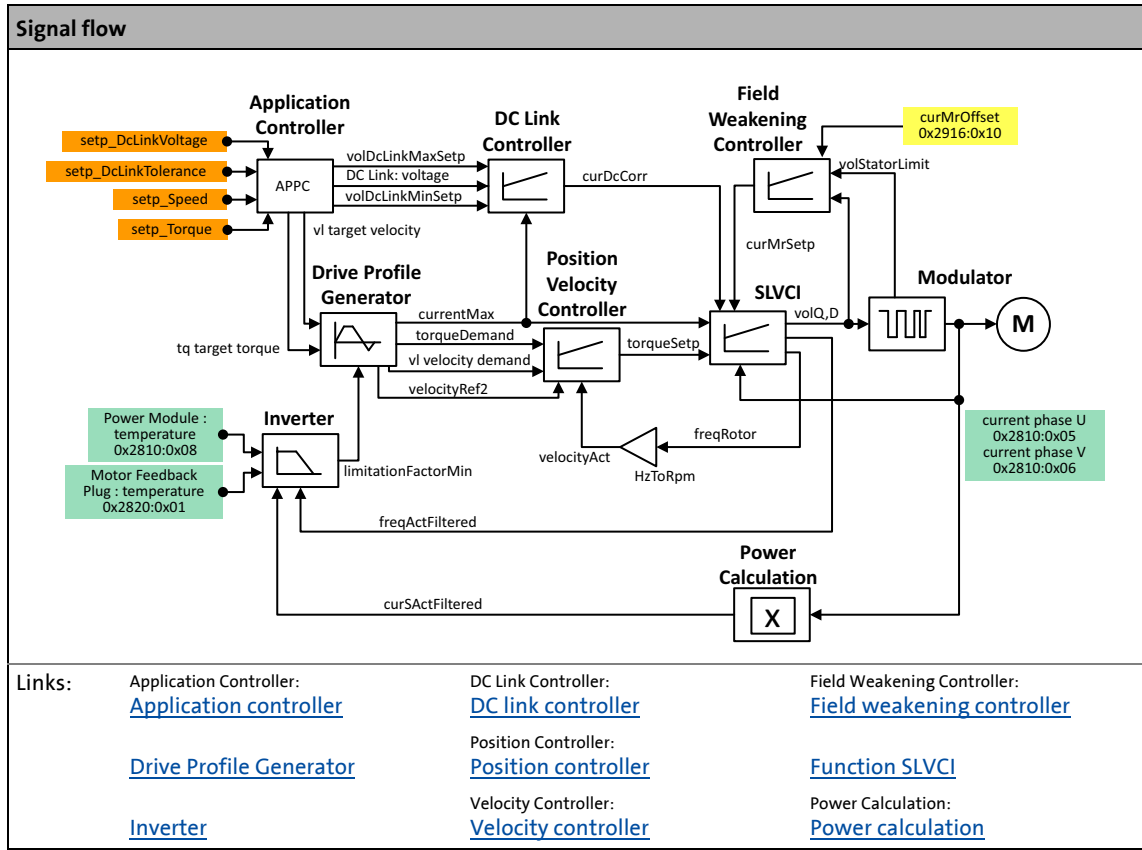 Signal flow
Application
Controller
DC Link
Controller
Field
Weakening
Controller
curMrOffset
0x2916:0x10
setp_DcLinkVoltage
setp_DcLinkTolerance
setp_Speed
setp_Torque
APPC
volDcLinkMaxSetp
DC Link: voltage
volDcLinkMinSetp
curDcCorr
volStatorLimit
curMrSetp
vl target velocity
Drive Profile
Generator
Position
Velocity
Controller
SLVCI
Modulator
currentMax
torqueDemand
vl velocity demand
velocityRef2
tq target torque
torqueSetp
volQ,D
M
Power Module :
temperature
0x2810:0x08
Motor Feedback
Plug : temperature
0x2820:0x01
Inverter
limitationFactorMin
velocityAct
HzToRpm
freqRotor
current phase U
0x2810:0x05
current phase V
0x2810:0x06
freqActFiltered
Power
Calculation
curSActFiltered
X
Links:
Application Controller:
Application controller
DC Link Controller:
DC link controller
Field Weakening Controller:
Field weakening controller
Drive Profile Generator
Position Controller:
Position controller
Function SLVCI
Inverter
Velocity Controller:
Velocity controller
Power Calculation:
Power calculation